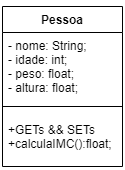 Pessoa
- nome: String;
- idade: int;
- peso: float;
- altura: float;
+GETs && SETs
+calculaIMC():float;